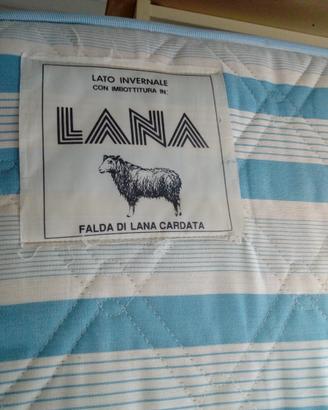 LATO INVERNALE
CON IMBOTTITURA IN:
LANA
FALDA DI LANA CARDATA